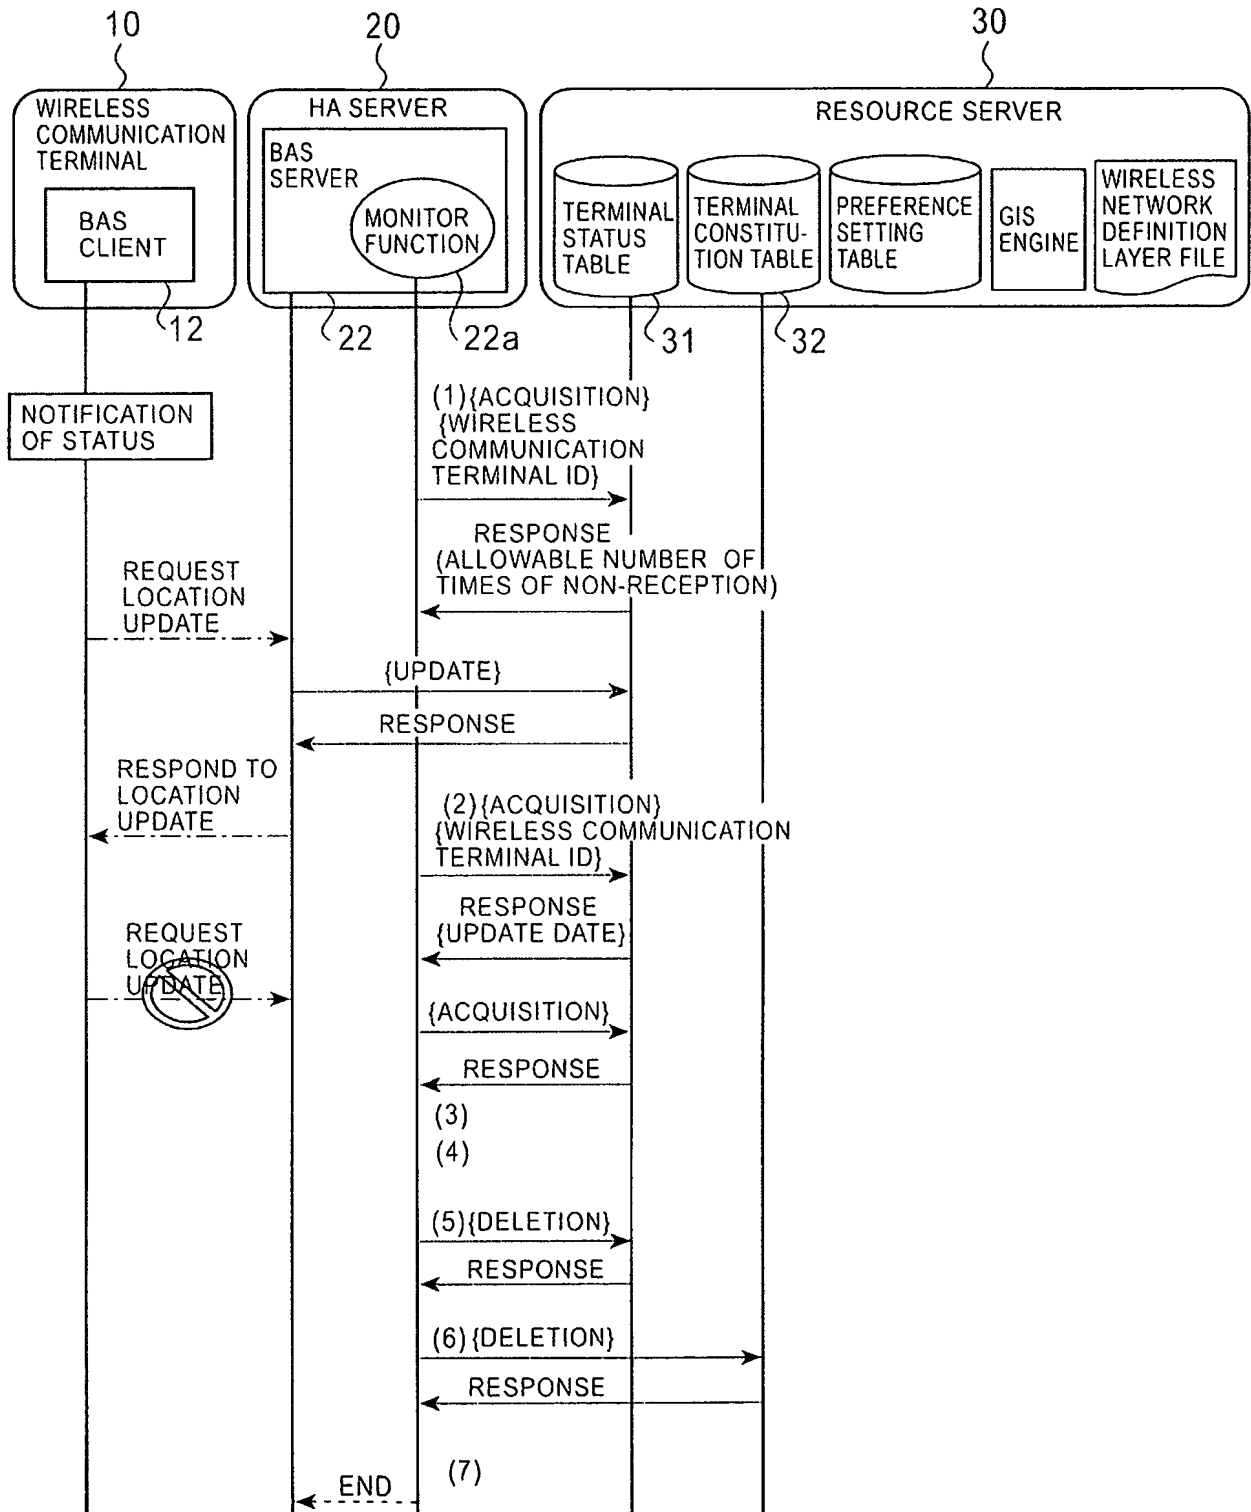 10
20
30
WIRELESS
COMMUNICATION
TERMINAL
BAS
CLIENT
12
HA SERVER
BAS
SERVER
MONITOR
FUNCTION
22
22a
RESOURCE SERVER
TERMINAL
STATUS
TABLE
31
TERMINAL
CONSTITU-
TION TABLE
32
PREFERENCE
SETTING
TABLE
GIS
ENGINE
WIRELESS
NETWORK
DEFINITION
LAYER FILE
NOTIFICATION
OF STATUS
(1){ACQUISITION}
{WIRELESS
COMMUNICATION
TERMINAL ID}
RESPONSE
(ALLOWABLE NUMBER OF
TIMES OF NON-RECEPTION)
REQUEST
LOCATION
UPDATE
{UPDATE}
RESPONSE
RESPOND TO
LOCATION
UPDATE
(2){ACQUISITION}
{WIRELESS COMMUNICATION
TERMINAL ID}
RESPONSE
{UPDATE DATE}
REQUEST
LOCATION
UPDATE
{ACQUISITION}
RESPONSE
(3)
(4)
(5){DELETION}
RESPONSE
(6){DELETION}
RESPONSE
(7)
END